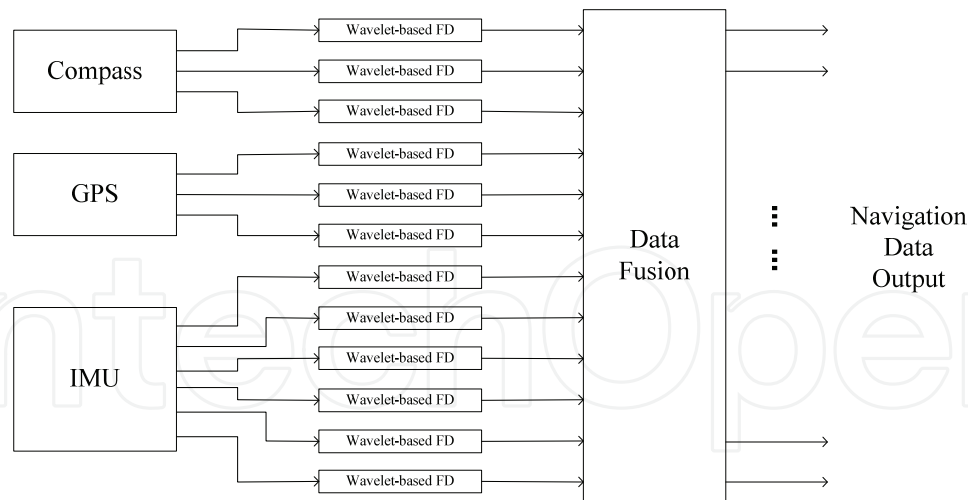 Compass
GPS
IMU
Wavelet-based FD
Wavelet-based FD
Wavelet-based FD
Wavelet-based FD
Wavelet-based FD
Wavelet-based FD
Wavelet-based FD
Wavelet-based FD
Wavelet-based FD
Wavelet-based FD
Wavelet-based FD
Wavelet-based FD
Data
Fusion
Navigation
Data
Output
ntechOpe